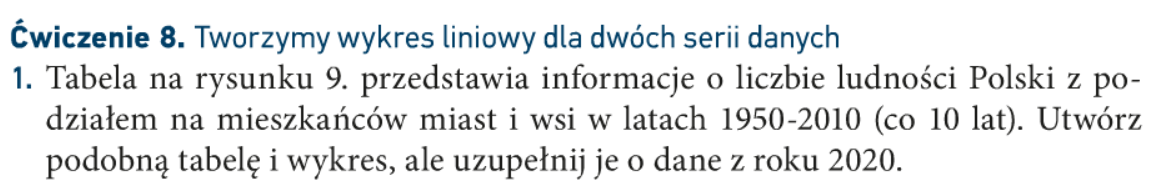 Ćwiczenie 8. Tworzymy wykres liniowy dla dwóch serii danych
1. Tabela na rysunku 9. przedstawia informacje o liczbie ludności Polski z po-
działem na mieszkańców miast i wsi w latach 1950-2010 (co 10 lat). Utwórz
podobną tabelę i wykres, ale uzupełnij je o dane z roku 2020.